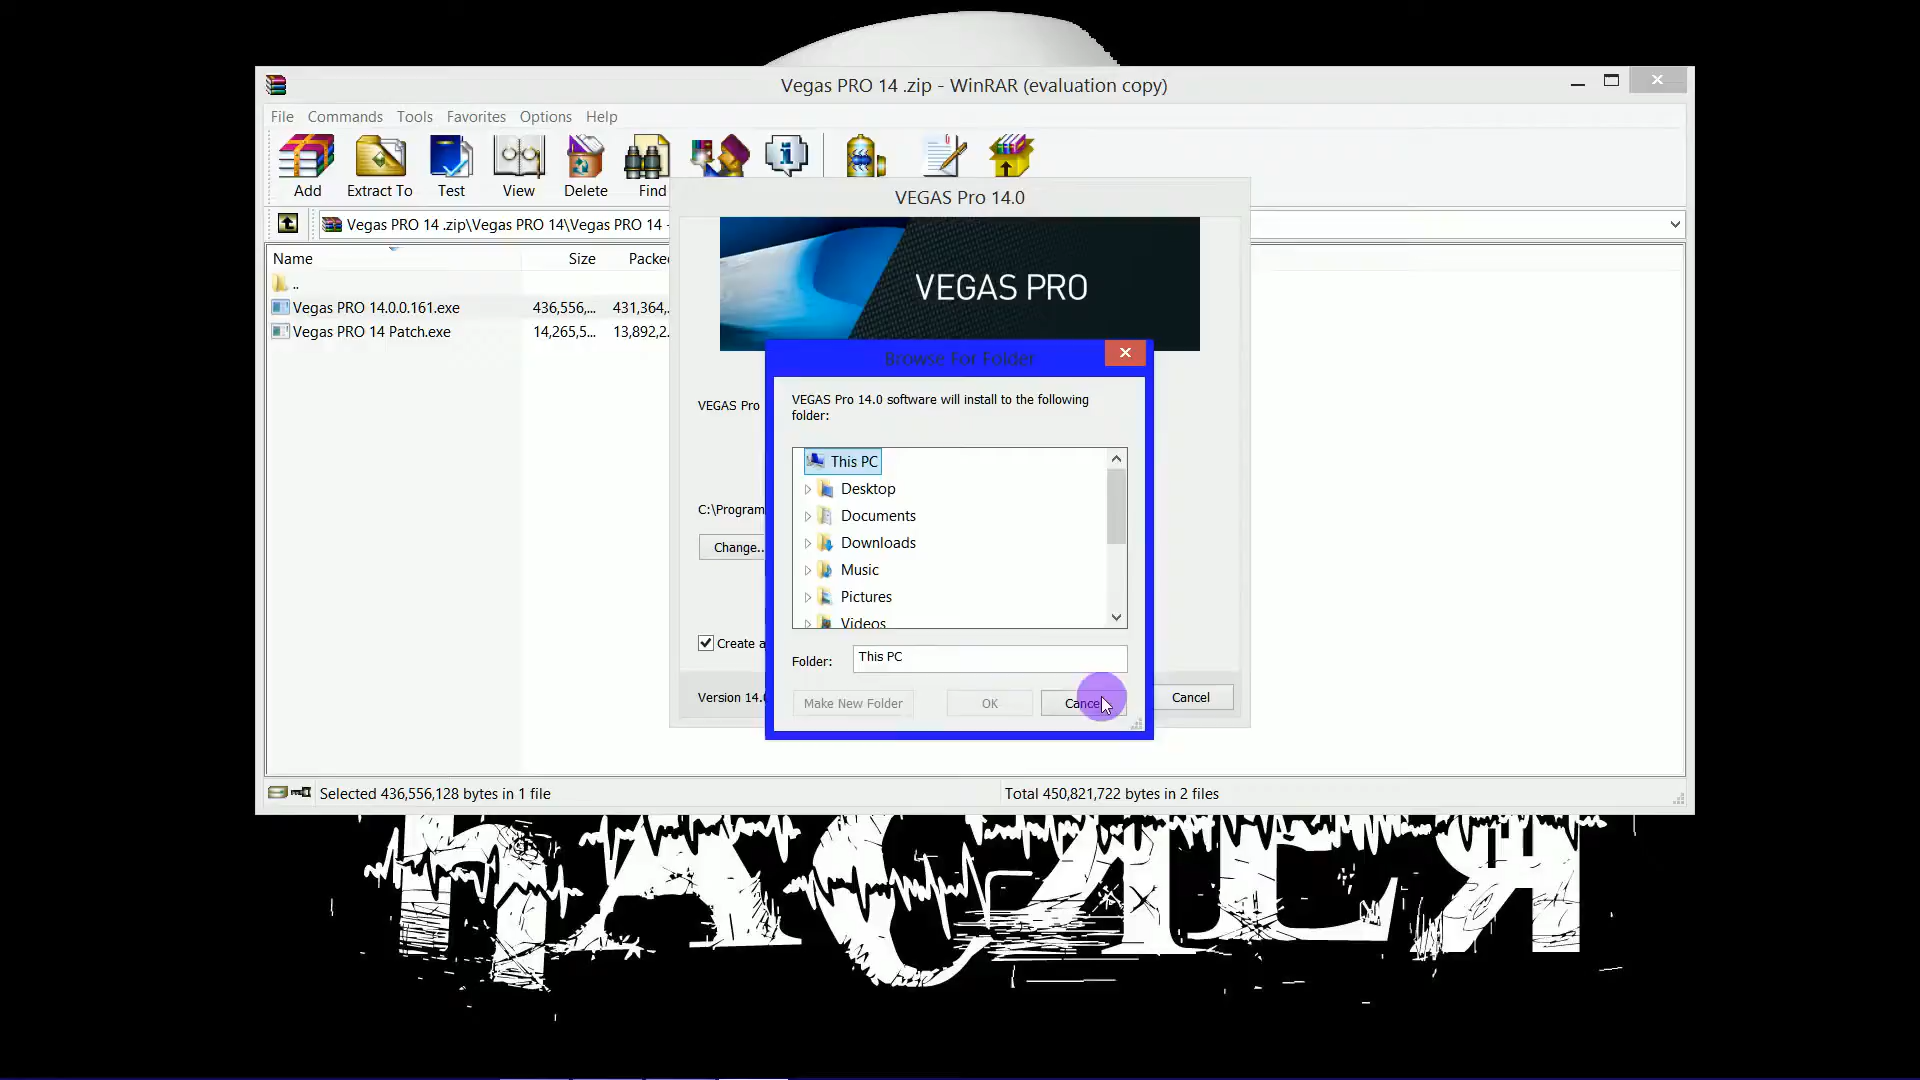 Vegas PRO 14 .zip - WinRAR (evaluation copy)
File Commands Tools Favorites Options Help
Add Extract To Test View Delete Find
VEGAS Pro 14.0
Vegas PRO 14 .zip\Vegas PRO 14\Vegas PRO 14 -
Name Size Packed
..
VEGAS PRO
Vegas PRO 14.0.0.161.exe 436,556,... 431,364,..
Vegas PRO 14 Patch.exe 14,265,5... 13,892,2..
Browse For Folder
VEGAS Pro
VEGAS Pro 14.0 software will install to the following
folder:
This PC
Desktop
C:\Program
Documents
Change..
Downloads
Music
Pictures
Videos
Create a
Folder: This PC
Version 14.0
Make New Folder OK Cancel
Cancel
Selected 436,556,128 bytes in 1 file Total 450,821,722 bytes in 2 files